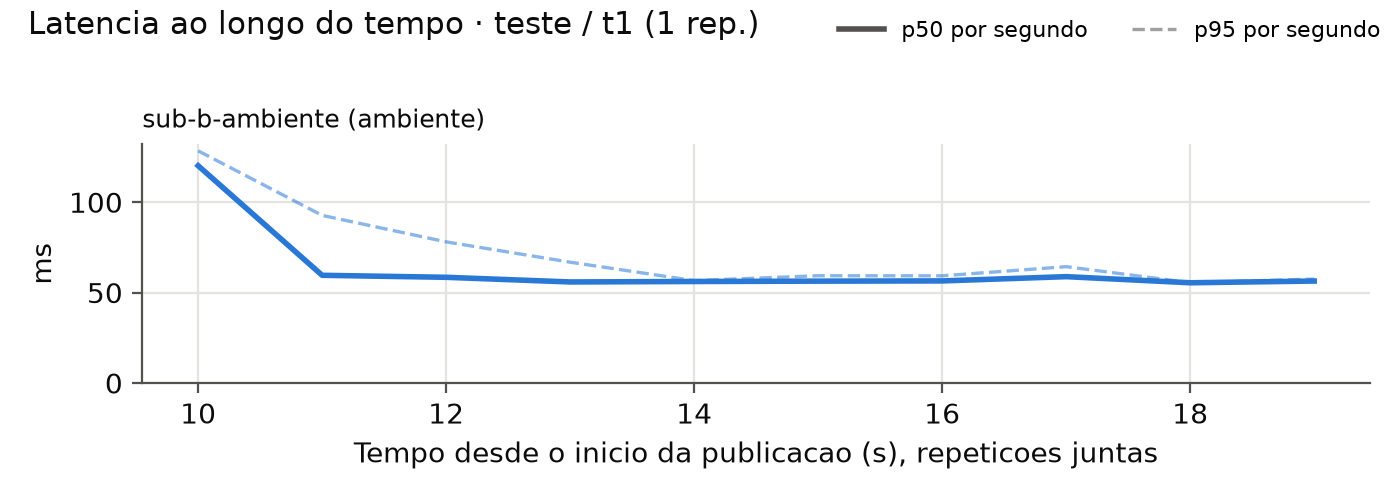 Latencia ao longo do tempo · teste / t1 (1 rep.)
p50 por segundo
p95 por segundo
sub-b-ambiente (ambiente)
100
50
0
ms
10 12 14 16 18
Tempo desde o inicio da publicacao (s), repeticoes juntas